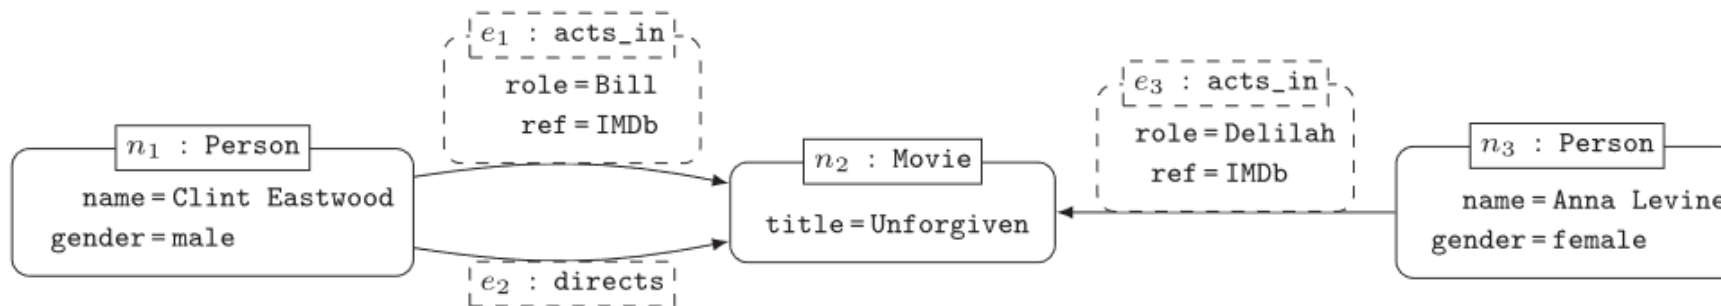 e₁ : acts_in
role = Bill
ref = IMDb
n₁ : Person
name = Clint Eastwood
gender = male
e₂ : directs
n₂ : Movie
title = Unforgiven
e₃ : acts_in
role = Delilah
ref = IMDb
n₃ : Person
name = Anna Levine
gender = female